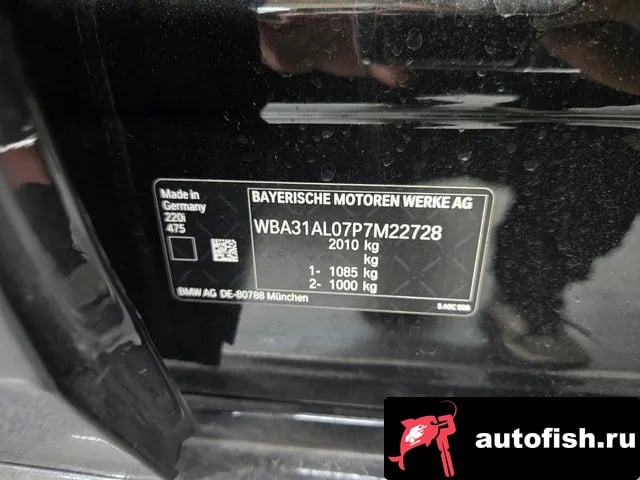 Made in
Germany
220i
475
BAYERISCHE MOTOREN WERKE AG
WBA31AL07P7M22728
2010 kg
kg
1- 1085 kg
2- 1000 kg
BMW AG DE-80788 München
autofish.ru